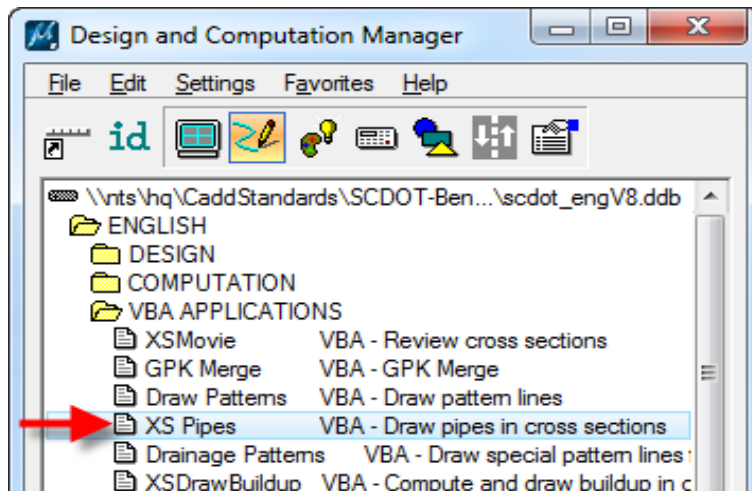 Design and Computation Manager
File Edit Settings Favorites Help
id
\\nts\hq\CaddStandards\SCDOT-Ben...\scdot_engV8.ddb
ENGLISH
DESIGN
COMPUTATION
VBA APPLICATIONS
XSMovie VBA - Review cross sections
GPK Merge VBA - GPK Merge
Draw Patterns VBA - Draw pattern lines
XS Pipes VBA - Draw pipes in cross sections
Drainage Patterns VBA - Draw special pattern lines
XSDrawBuildup VBA - Compute and draw buildup in